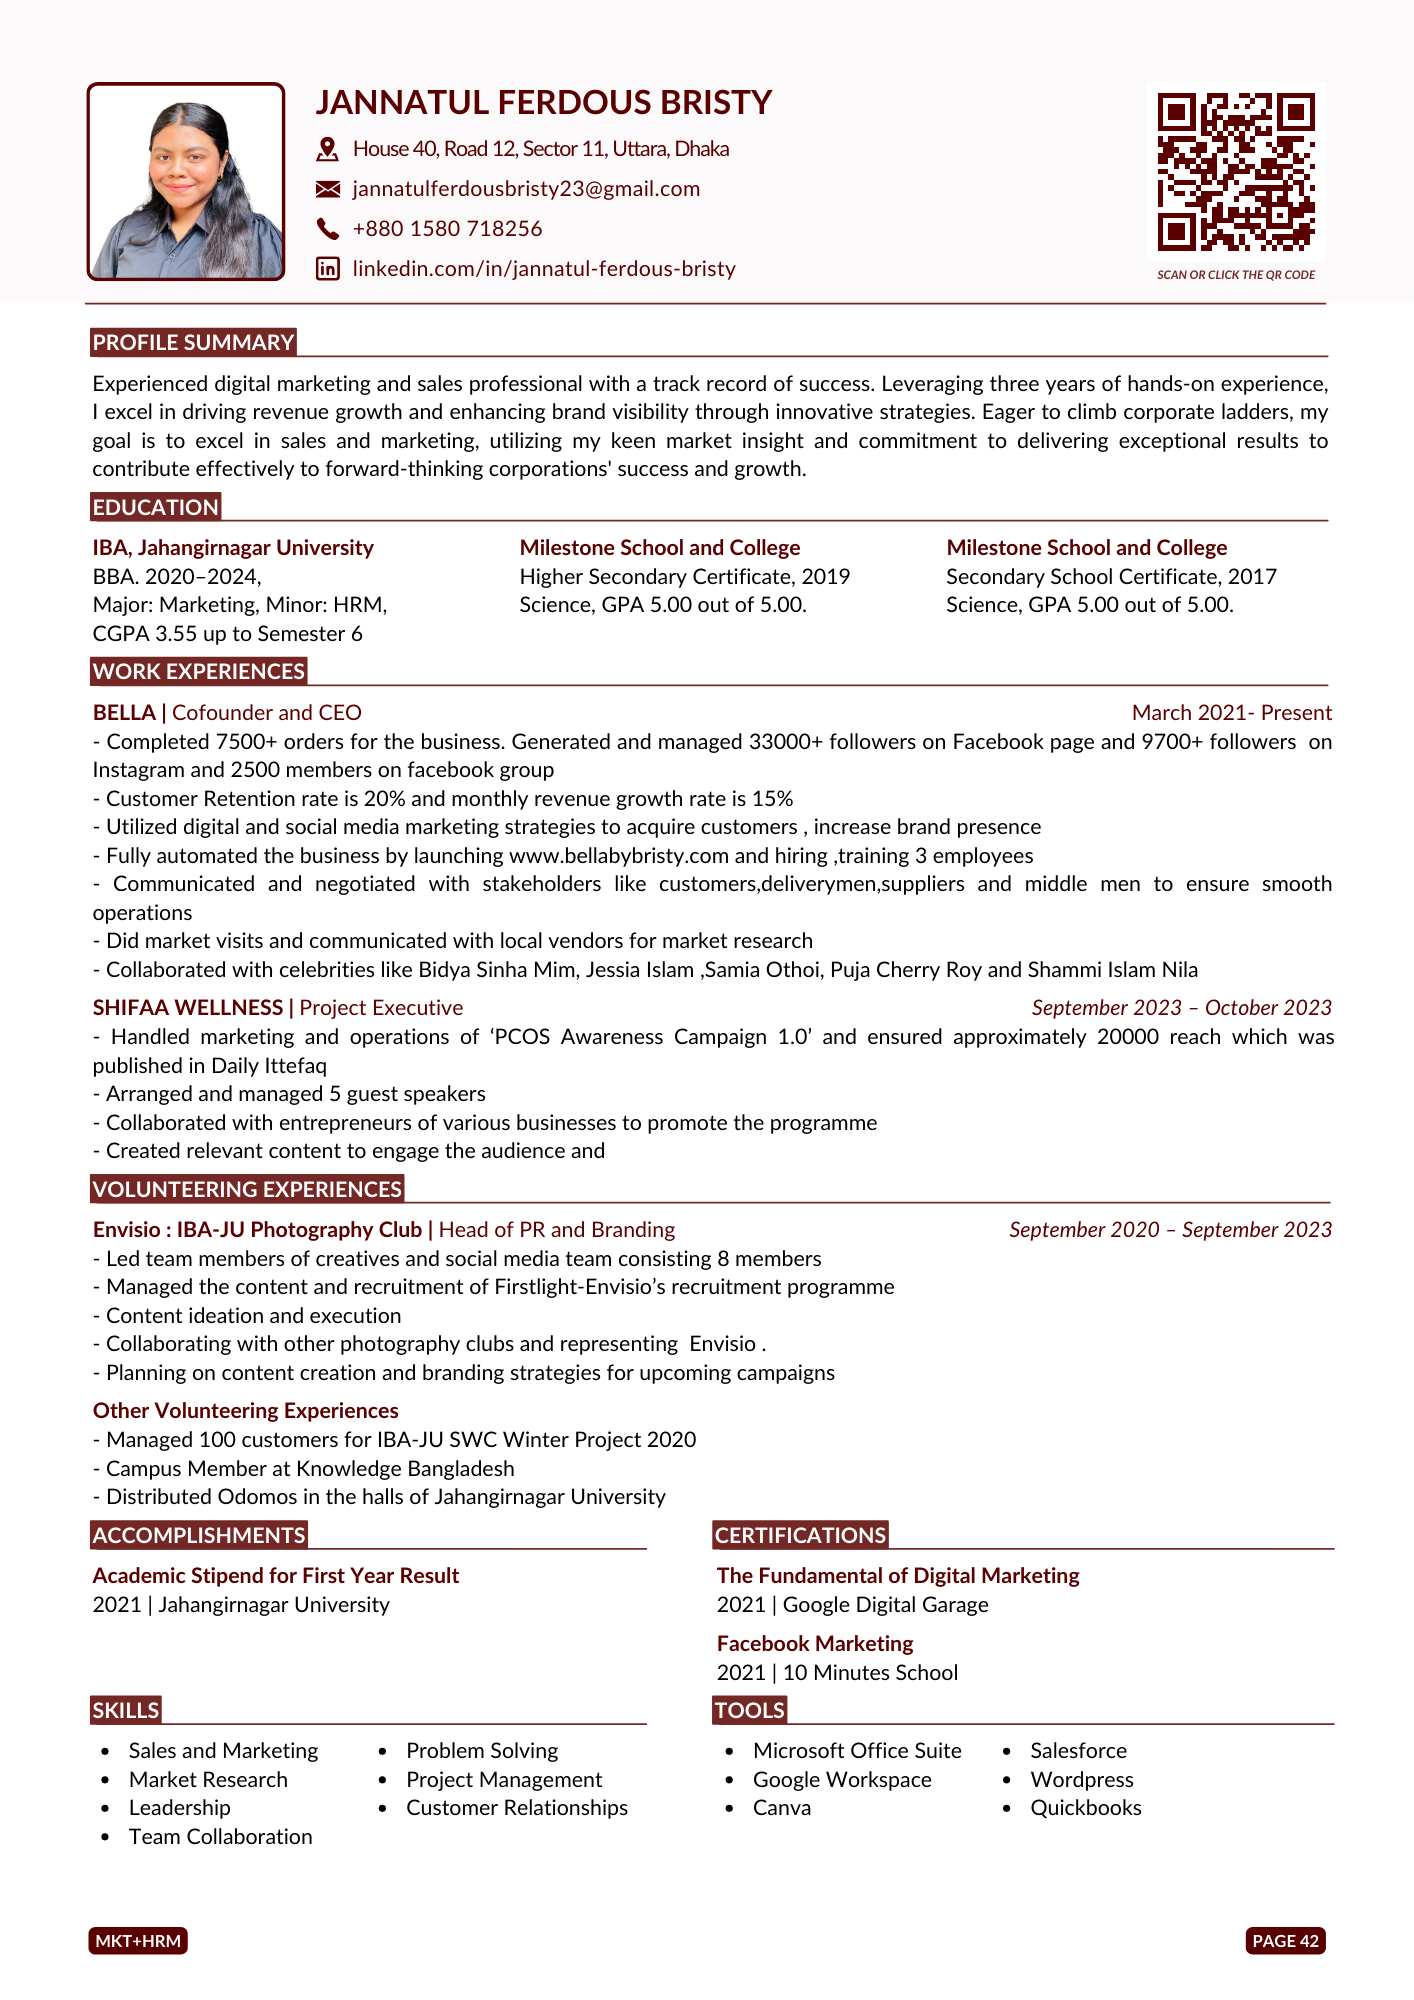 JANNATUL FERDOUS BRISTY
House 40, Road 12, Sector 11, Uttara, Dhaka
jannatulferdousbristy23@gmail.com
+880 1580 718256
linkedin.com/in/jannatul-ferdous-bristy
SCAN OR CLICK THE QR CODE
PROFILE SUMMARY
Experienced digital marketing and sales professional with a track record of success. Leveraging three years of hands-on experience,
I excel in driving revenue growth and enhancing brand visibility through innovative strategies. Eager to climb corporate ladders, my
goal is to excel in sales and marketing, utilizing my keen market insight and commitment to delivering exceptional results to
contribute effectively to forward-thinking corporations' success and growth.
EDUCATION
IBA, Jahangirnagar University
BBA. 2020–2024,
Major: Marketing, Minor: HRM,
CGPA 3.55 up to Semester 6
Milestone School and College
Higher Secondary Certificate, 2019
Science, GPA 5.00 out of 5.00.
Milestone School and College
Secondary School Certificate, 2017
Science, GPA 5.00 out of 5.00.
WORK EXPERIENCES
BELLA | Cofounder and CEO March 2021- Present
- Completed 7500+ orders for the business. Generated and managed 33000+ followers on Facebook page and 9700+ followers on
Instagram and 2500 members on facebook group
- Customer Retention rate is 20% and monthly revenue growth rate is 15%
- Utilized digital and social media marketing strategies to acquire customers , increase brand presence
- Fully automated the business by launching www.bellabybristy.com and hiring ,training 3 employees
- Communicated and negotiated with stakeholders like customers,deliverymen,suppliers and middle men to ensure smooth
operations
- Did market visits and communicated with local vendors for market research
- Collaborated with celebrities like Bidya Sinha Mim, Jessia Islam ,Samia Othoi, Puja Cherry Roy and Shammi Islam Nila
SHIFAA WELLNESS | Project Executive September 2023 – October 2023
- Handled marketing and operations of ‘PCOS Awareness Campaign 1.0’ and ensured approximately 20000 reach which was
published in Daily Ittefaq
- Arranged and managed 5 guest speakers
- Collaborated with entrepreneurs of various businesses to promote the programme
- Created relevant content to engage the audience and
VOLUNTEERING EXPERIENCES
Envisio : IBA-JU Photography Club | Head of PR and Branding September 2020 – September 2023
- Led team members of creatives and social media team consisting 8 members
- Managed the content and recruitment of Firstlight-Envisio’s recruitment programme
- Content ideation and execution
- Collaborating with other photography clubs and representing Envisio .
- Planning on content creation and branding strategies for upcoming campaigns
Other Volunteering Experiences
- Managed 100 customers for IBA-JU SWC Winter Project 2020
- Campus Member at Knowledge Bangladesh
- Distributed Odomos in the halls of Jahangirnagar University
ACCOMPLISHMENTS
Academic Stipend for First Year Result
2021 | Jahangirnagar University
CERTIFICATIONS
The Fundamental of Digital Marketing
2021 | Google Digital Garage
Facebook Marketing
2021 | 10 Minutes School
SKILLS
• Sales and Marketing
• Market Research
• Leadership
• Team Collaboration
• Problem Solving
• Project Management
• Customer Relationships
TOOLS
• Microsoft Office Suite
• Google Workspace
• Canva
• Salesforce
• Wordpress
• Quickbooks
MKT+HRM
PAGE 42